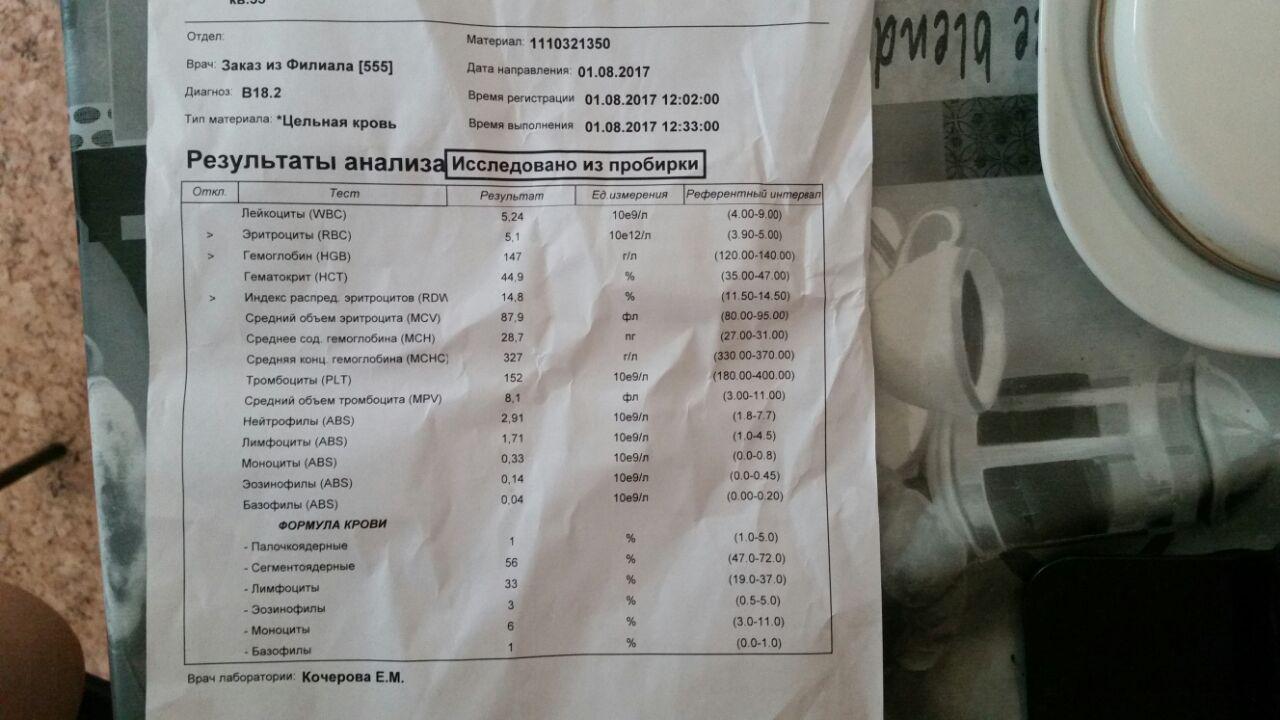 кв.55
Отдел:
Материал: 1110321350
Врач: Заказ из Филиала [555]
Дата направления: 01.08.2017
Диагноз: B18.2
Время регистрации 01.08.2017 12:02:00
Тип материала: *Цельная кровь
Время выполнения 01.08.2017 12:33:00
Результаты анализа Исследовано из пробирки
Откл. Тест Результат Ед.измерения Референтный интервал
Лейкоциты (WBC) 5,24 10e9/л (4.00-9.00)
> Эритроциты (RBC) 5,1 10e12/л (3.90-5.00)
> Гемоглобин (HGB) 147 г/л (120.00-140.00)
Гематокрит (HCT) 44,9 % (35.00-47.00)
> Индекс распред. эритроцитов (RDW 14,8 % (11.50-14.50)
Средний объем эритроцита (MCV) 87,9 фл (80.00-95.00)
Среднее сод. гемоглобина (MCH) 28,7 пг (27.00-31.00)
Средняя конц. гемоглобина (MCHC) 327 г/л (330.00-370.00)
Тромбоциты (PLT) 152 10e9/л (180.00-400.00)
Средний объем тромбоцита (MPV) 8,1 фл (3.00-11.00)
Нейтрофилы (ABS) 2,91 10e9/л (1.8-7.7)
Лимфоциты (ABS) 1,71 10e9/л (1.0-4.5)
Моноциты (ABS) 0,33 10e9/л (0.0-0.8)
Эозинофилы (ABS) 0,14 10e9/л (0.0-0.45)
Базофилы (ABS) 0,04 10e9/л (0.00-0.20)
ФОРМУЛА КРОВИ
- Палочкоядерные 1 % (1.0-5.0)
- Сегментоядерные 56 % (47.0-72.0)
- Лимфоциты 33 % (19.0-37.0)
- Эозинофилы 3 % (0.5-5.0)
- Моноциты 6 % (3.0-11.0)
- Базофилы 1 % (0.0-1.0)
Врач лаборатории: Кочерова Е.М.
blend